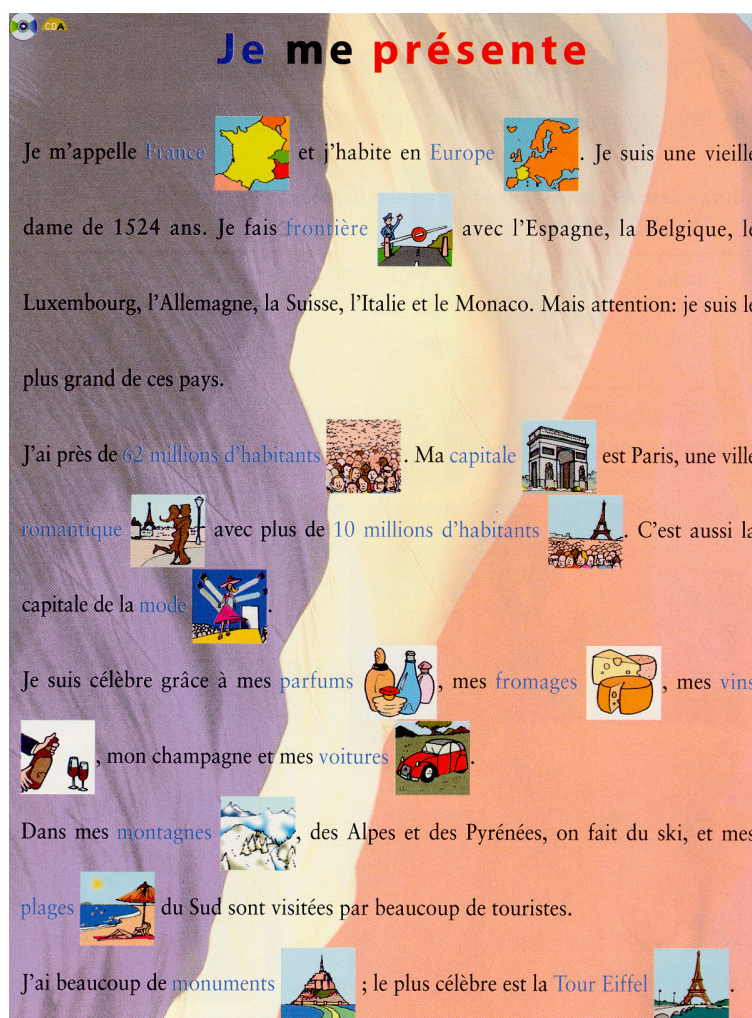 CD A
Je me présente
Je m'appelle France et j'habite en Europe . Je suis une vieille
dame de 1524 ans. Je fais frontière avec l'Espagne, la Belgique, le
Luxembourg, l'Allemagne, la Suisse, l'Italie et le Monaco. Mais attention: je suis le
plus grand de ces pays.
J'ai près de 62 millions d'habitants . Ma capitale est Paris, une ville
romantique avec plus de 10 millions d'habitants . C'est aussi la
capitale de la mode .
Je suis célèbre grâce à mes parfums , mes fromages , mes vins
, mon champagne et mes voitures .
Dans mes montagnes , des Alpes et des Pyrénées, on fait du ski, et mes
plages du Sud sont visitées par beaucoup de touristes.
J'ai beaucoup de monuments ; le plus célèbre est la Tour Eiffel .